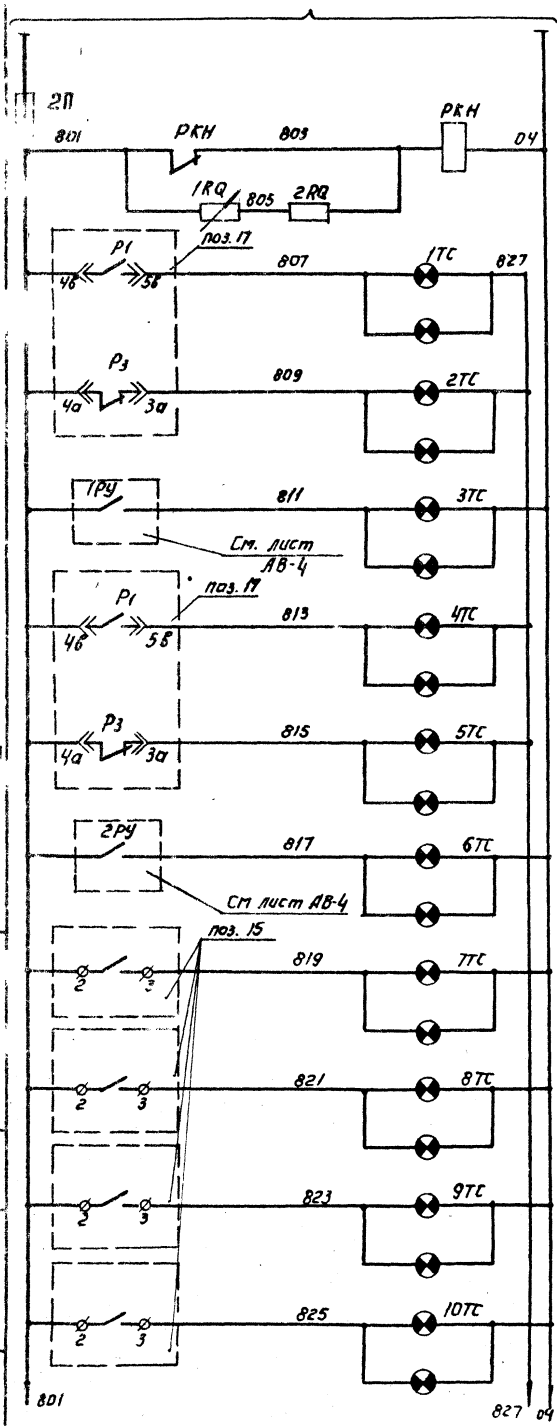 2П
801 РКН 803 РКН 04
1RQ 805 2RQ
поз. 17
Р1 807 1ТС 827
4в 5в
Р3 809 2ТС
4а 3а
1РУ 811 3ТС
См. лист
АВ-4
поз. 17
Р1 813 4ТС
4в 5в
Р3 815 5ТС
4а 3а
2РУ 817 6ТС
См лист АВ-4
поз. 15
819 7ТС
2 3
821 8ТС
2 3
823 9ТС
2 3
825 10ТС
2 3
801
827 04